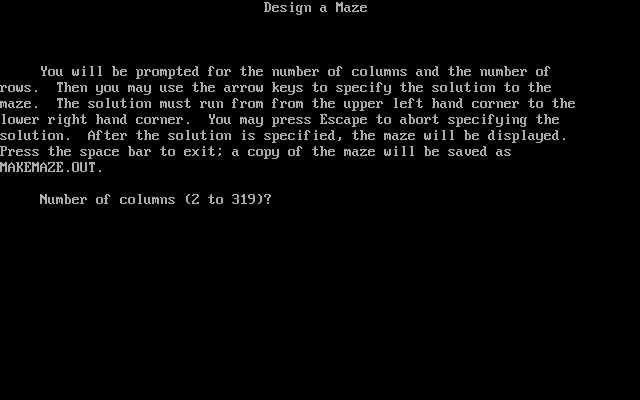 Design a Maze
You will be prompted for the number of columns and the number of
rows.  Then you may use the arrow keys to specify the solution to the
maze.  The solution must run from from the upper left hand corner to the
lower right hand corner.  You may press Escape to abort specifying the
solution.  After the solution is specified, the maze will be displayed.
Press the space bar to exit; a copy of the maze will be saved as
MAKEMAZE.OUT.
Number of columns (2 to 319)?